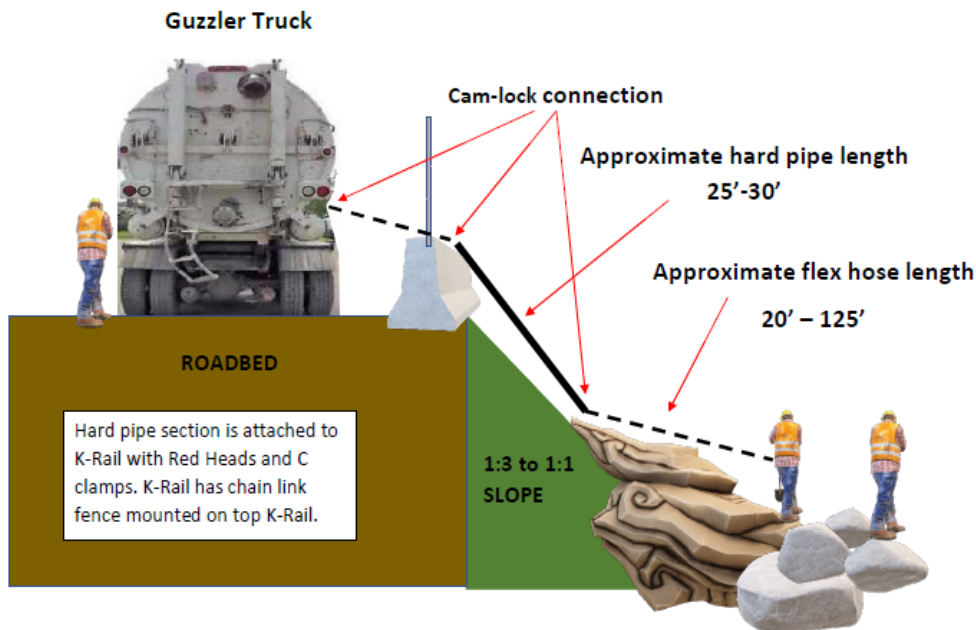 Guzzler Truck
Cam-lock connection
Approximate hard pipe length
25’-30’
Approximate flex hose length
20’ – 125’
ROADBED
Hard pipe section is attached to
K-Rail with Red Heads and C
clamps. K-Rail has chain link
fence mounted on top K-Rail.
1:3 to 1:1
SLOPE